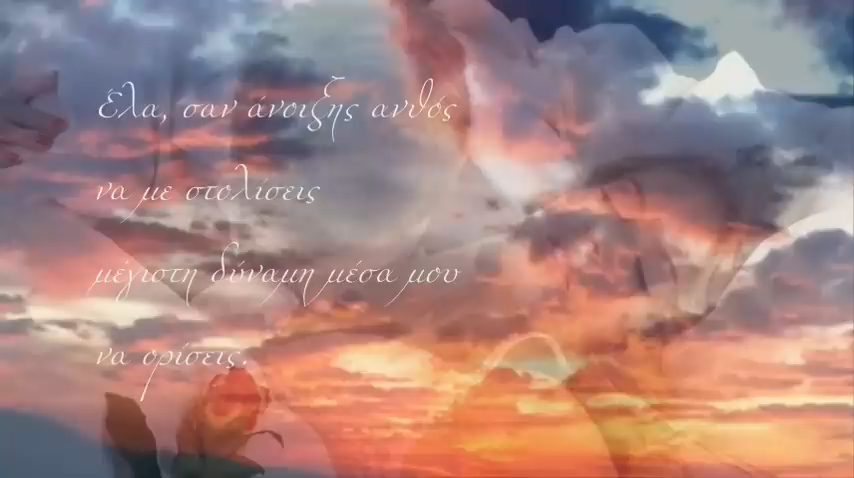 Έλα, σαν άνοιξης ανθός
να με στολίσεις
μέγιστη δύναμη μέσα μου
να ορίσεις.